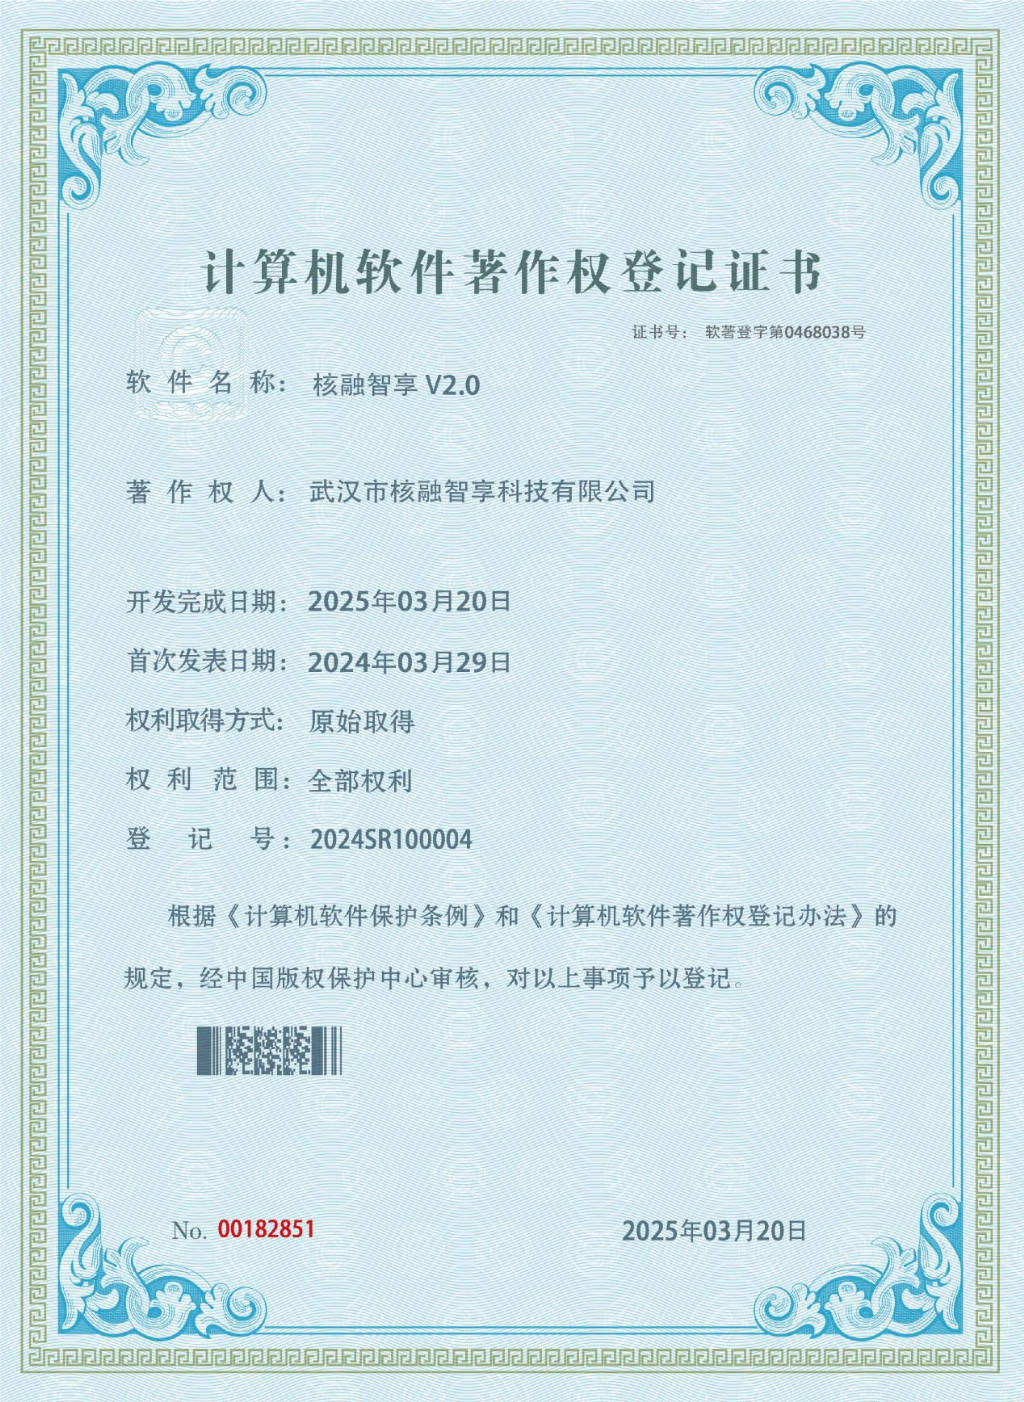 计算机软件著作权登记证书
证书号： 软著登字第0468038号
软件名称： 核融智享 V2.0
著作权人： 武汉市核融智享科技有限公司
开发完成日期： 2025年03月20日
首次发表日期： 2024年03月29日
权利取得方式： 原始取得
权利范围： 全部权利
登记号： 2024SR100004
根据《计算机软件保护条例》和《计算机软件著作权登记办法》的
规定，经中国版权保护中心审核，对以上事项予以登记。
No. 00182851
2025年03月20日